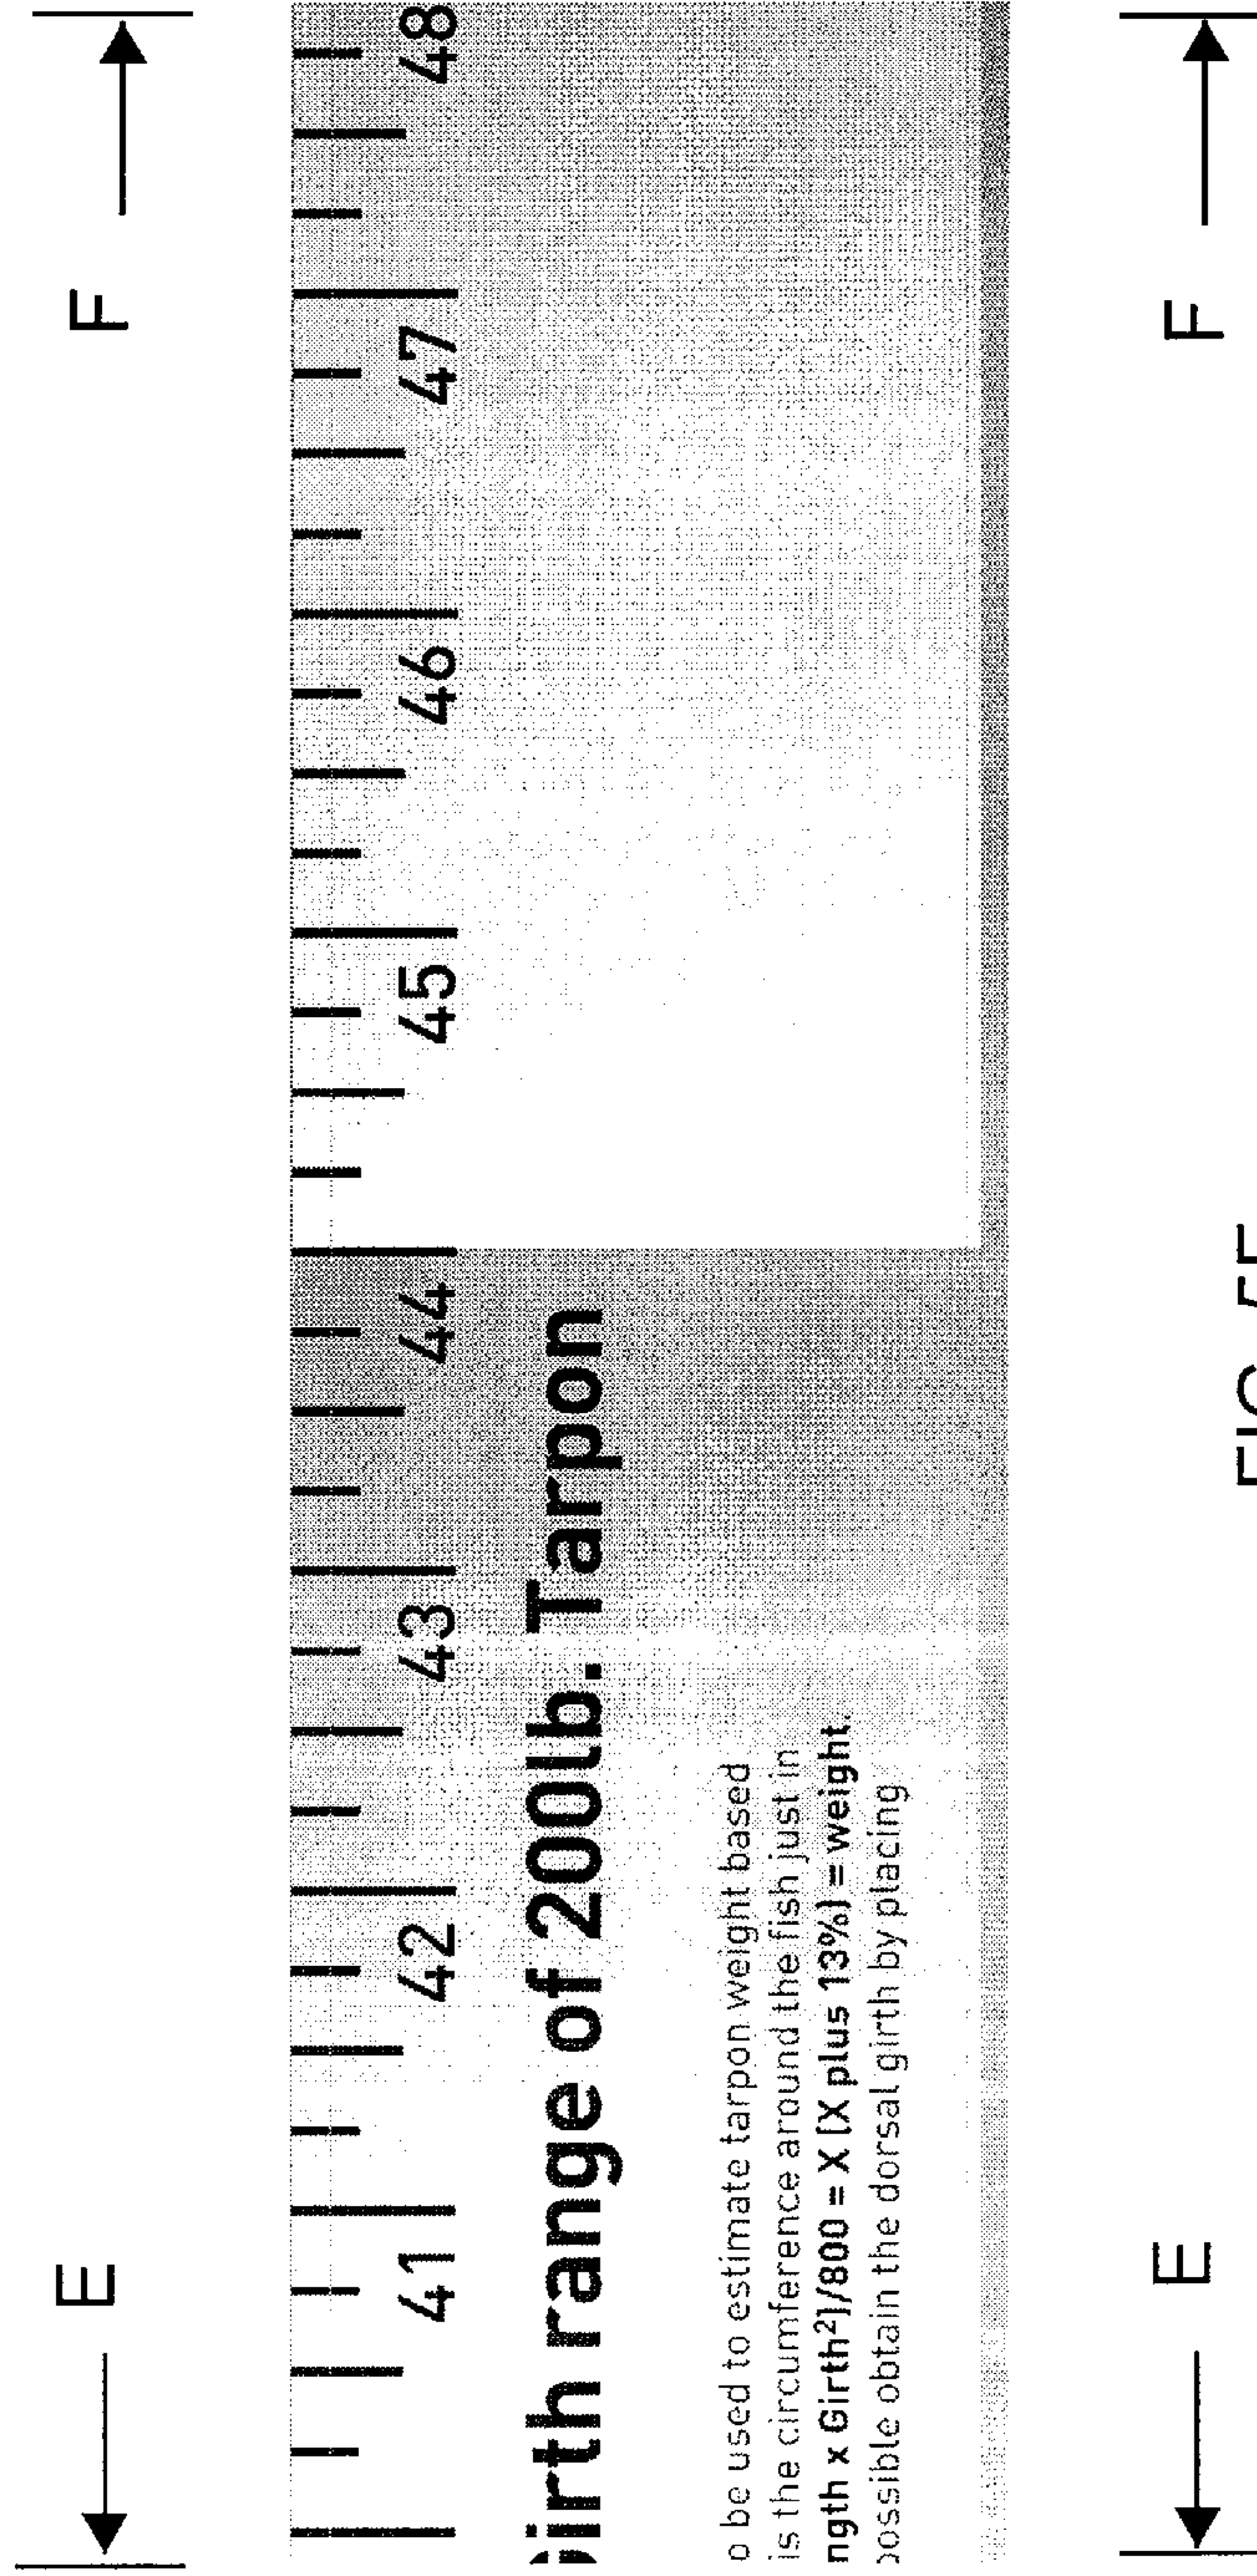 E F
41 42 43 44 45 46 47 48
irth range of 200lb. Tarpon
o be used to estimate tarpon weight based
is the circumference around the fish just in
ngth x Girth²)/800 = X (X plus 13%) = weight.
ossible obtain the dorsal girth by placing
E F